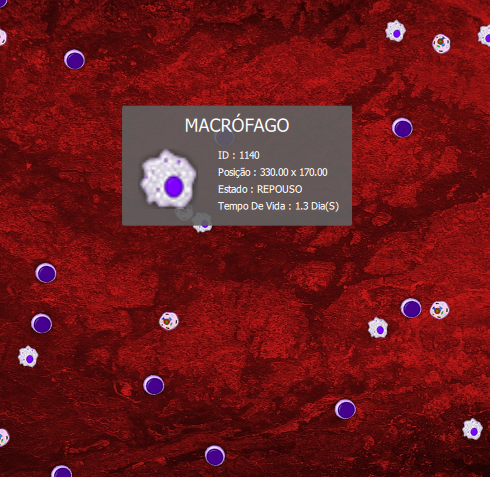 MACRÓFAGO
ID : 1140
Posição : 330.00 x 170.00
Estado : REPOUSO
Tempo De Vida : 1.3 Dia(S)